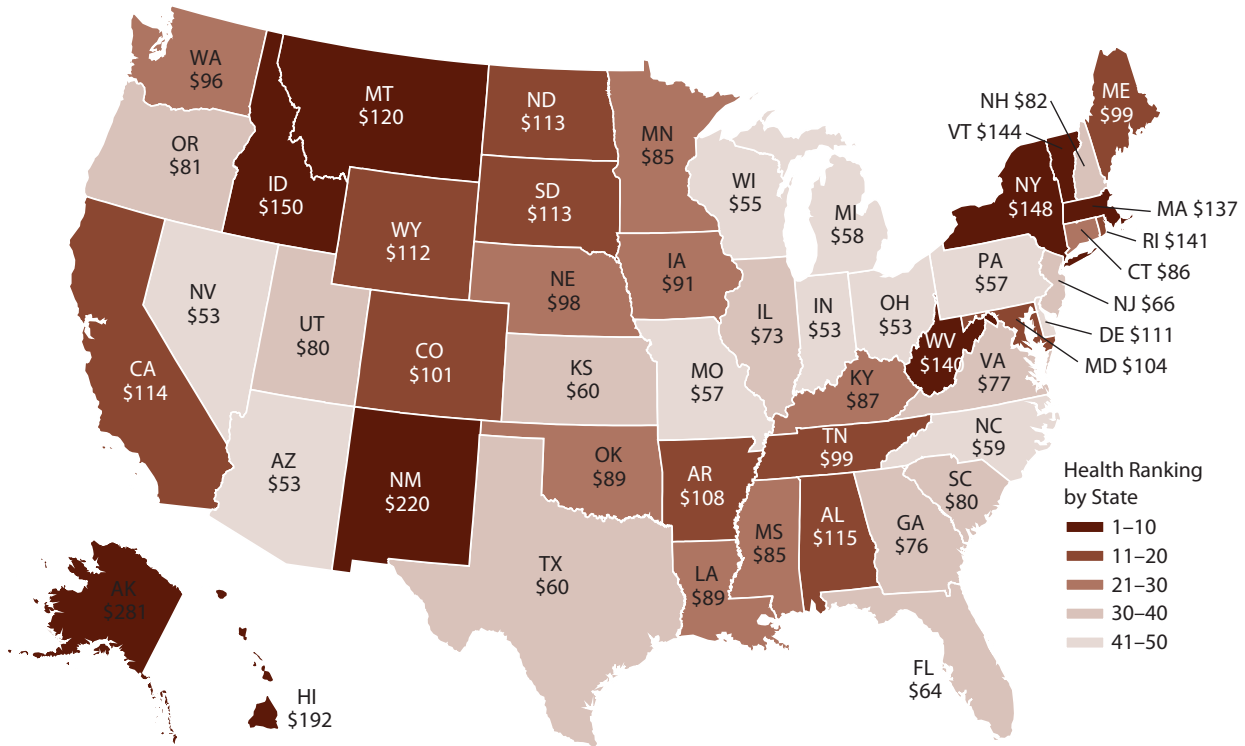 WA
$96
OR
$81
CA
$114
NV
$53
ID
$150
MT
$120
WY
$112
UT
$80
AZ
$53
CO
$101
NM
$220
ND
$113
SD
$113
NE
$98
KS
$60
OK
$89
TX
$60
MN
$85
IA
$91
MO
$57
AR
$108
LA
$89
WI
$55
IL
$73
MI
$58
IN
$53
OH
$53
KY
$87
TN
$99
MS
$85
AL
$115
GA
$76
FL
$64
SC
$80
NC
$59
VA
$77
WV
$140
PA
$57
NY
$148
VT $144
NH $82
ME
$99
MA $137
RI $141
CT $86
NJ $66
DE $111
MD $104
AK
$281
HI
$192
Health Ranking
by State
1–10
11–20
21–30
30–40
41–50